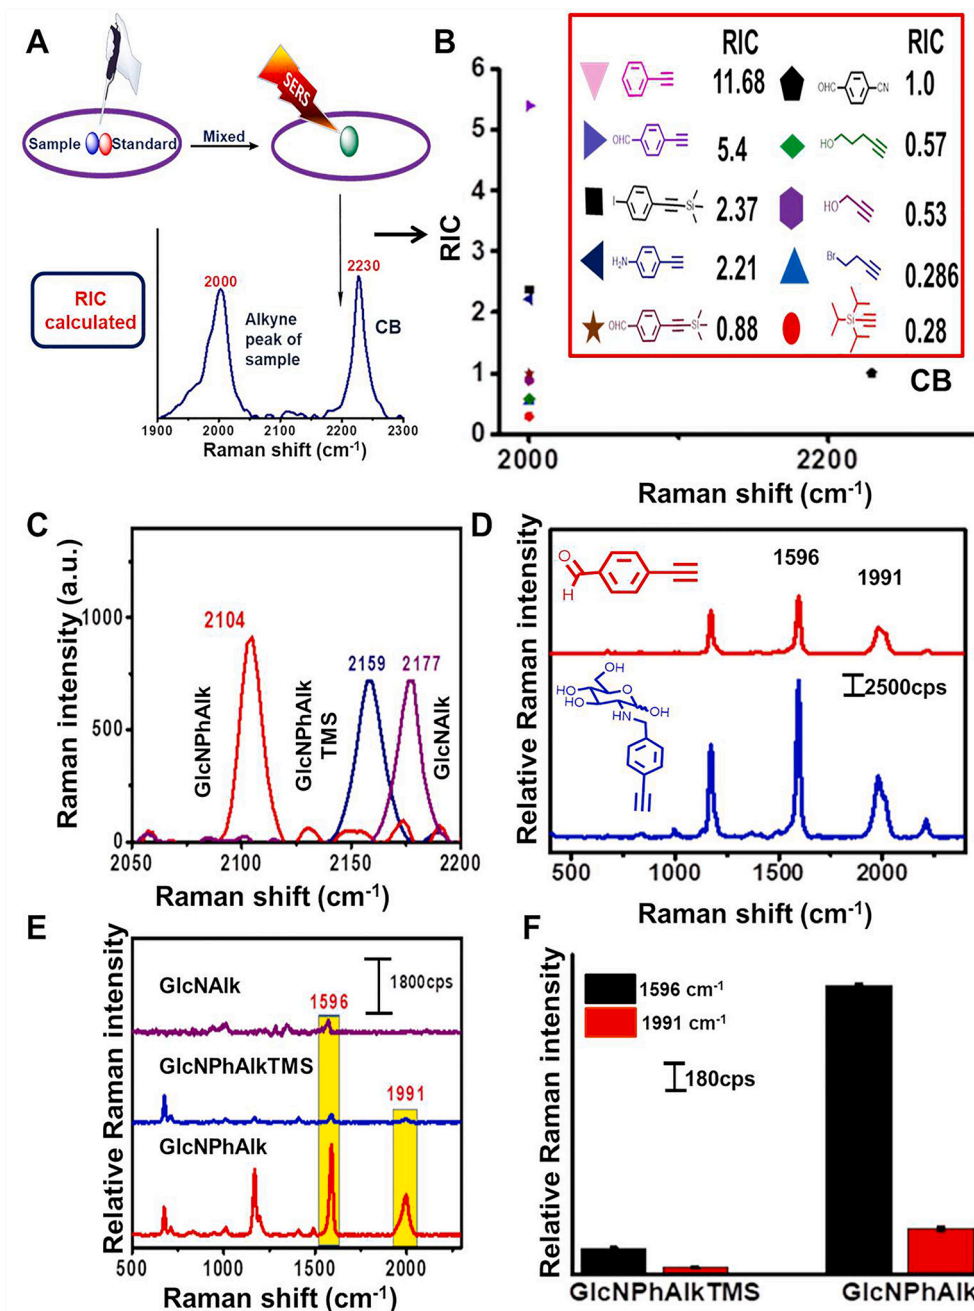 A
Sample
Standard
Mixed
SERS
RIC
calculated
2000
2230
Alkyne
peak of
sample
CB
1900 2000 2100 2200 2300
Raman shift (cm-1)
B
RIC
6
5
4
3
2
1
0
2000 2200
Raman shift (cm-1)
CB
RIC RIC
11.68 OHC CN 1.0
OHC 5.4 HO 0.57
I Si 2.37 HO 0.53
H2N 2.21 Br 0.286
OHC Si 0.88 Si 0.28
C
Raman intensity (a.u.)
1000
500
0
2104
2159
2177
GlcNPhAlk
GlcNPhAlk
TMS
GlcNAlk
2050 2100 2150 2200
Raman shift (cm-1)
D
Relative Raman intensity
O
H
1596
1991
2500cps
OH
HO
HO
HO
O
HN
OH
500 1000 1500 2000
Raman shift (cm-1)
E
Relative Raman intensity
GlcNAlk
1596
1800cps
GlcNPhAlkTMS
1991
GlcNPhAlk
500 1000 1500 2000
Raman shift (cm-1)
F
Relative Raman intensity
1596 cm-1
1991 cm-1
180cps
GlcNPhAlkTMS GlcNPhAlk